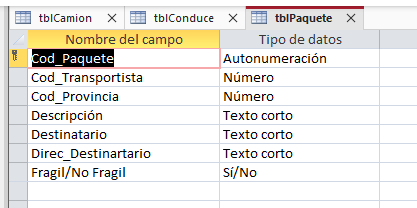 tblCamion tblConduce tblPaquete
Nombre del campo Tipo de datos
Cod_Paquete Autonumeración
Cod_Transportista Número
Cod_Provincia Número
Descripción Texto corto
Destinatario Texto corto
Direc_Destinartario Texto corto
Fragil/No Fragil Sí/No